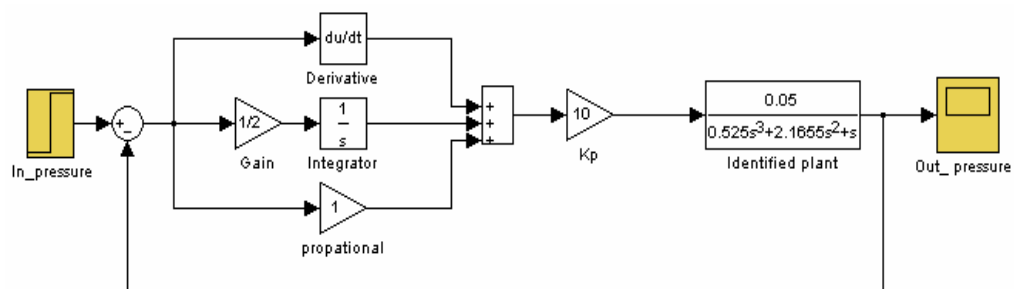 du/dt
Derivative
In_pressure
+
-
1/2
Gain
1
s
Integrator
1
propational
+
+
+
10
Kp
0.05
0.525s³+2.1655s²+s
Identified plant
Out_ pressure